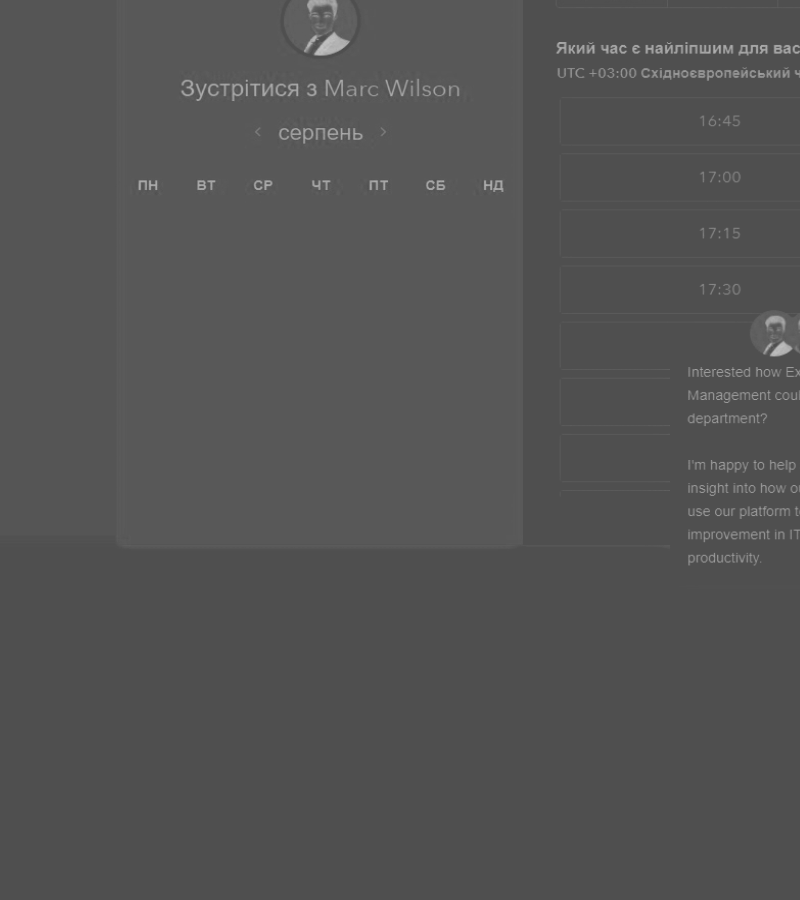 Зустрітися з Marc Wilson
серпень
ПН ВТ СР ЧТ ПТ СБ НД
Який час є найліпшим для вас
UTC +03:00 Східноєвропейський ч
16:45
17:00
17:15
17:30
Interested how Ex
Management coul
department?
I'm happy to help
insight into how o
use our platform t
improvement in IT
productivity.